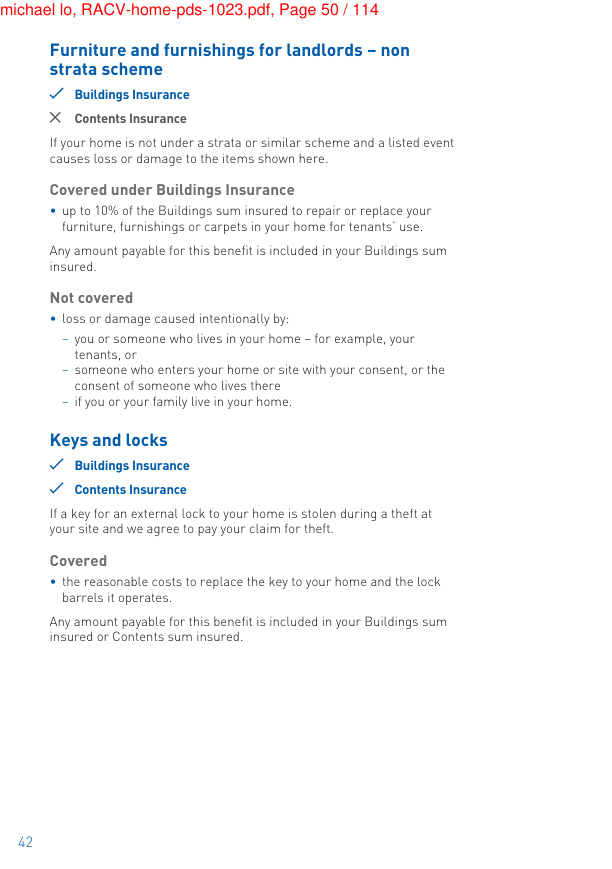 michael lo, RACV-home-pds-1023.pdf, Page 50 / 114
Furniture and furnishings for landlords – non
strata scheme
Buildings Insurance
Contents Insurance
If your home is not under a strata or similar scheme and a listed event
causes loss or damage to the items shown here.
Covered under Buildings Insurance
• up to 10% of the Buildings sum insured to repair or replace your
furniture, furnishings or carpets in your home for tenants’ use.
Any amount payable for this benefit is included in your Buildings sum
insured.
Not covered
• loss or damage caused intentionally by:
– you or someone who lives in your home – for example, your
tenants, or
– someone who enters your home or site with your consent, or the
consent of someone who lives there
– if you or your family live in your home.
Keys and locks
Buildings Insurance
Contents Insurance
If a key for an external lock to your home is stolen during a theft at
your site and we agree to pay your claim for theft.
Covered
• the reasonable costs to replace the key to your home and the lock
barrels it operates.
Any amount payable for this benefit is included in your Buildings sum
insured or Contents sum insured.
42